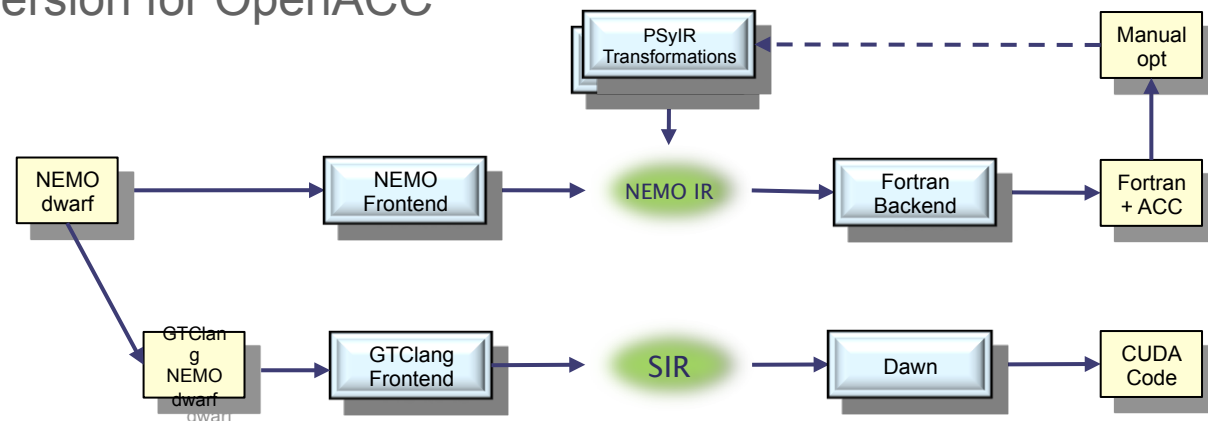 ersion for OpenACC
PSyIR
Transformations
Manual
opt
NEMO
dwarf
NEMO
Frontend
NEMO IR
Fortran
Backend
Fortran
+ ACC
GTClan
g
NEMO
dwarf
GTClang
Frontend
SIR
Dawn
CUDA
Code